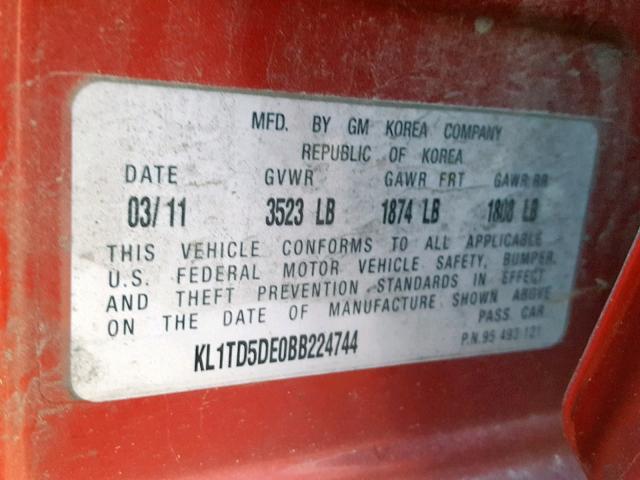 MFD. BY GM KOREA COMPANY
REPUBLIC OF KOREA
DATE GVWR GAWR FRT GAWR RR
03/11 3523 LB 1874 LB 1808 LB
THIS VEHICLE CONFORMS TO ALL APPLICABLE
U.S. FEDERAL MOTOR VEHICLE SAFETY, BUMPER,
AND THEFT PREVENTION STANDARDS IN EFFECT
ON THE DATE OF MANUFACTURE SHOWN ABOVE
PASS CAR
KL1TD5DE0BB224744
P.N.95 493 121